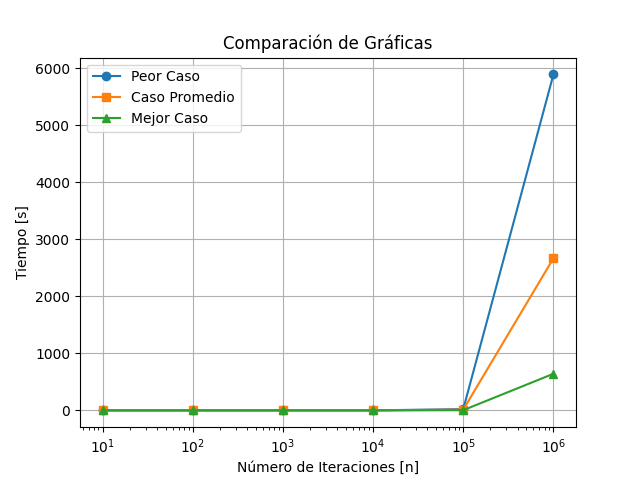 Comparación de Gráficas
Peor Caso
Caso Promedio
Mejor Caso
Tiempo [s]
6000
5000
4000
3000
2000
1000
0
10¹ 10² 10³ 10⁴ 10⁵ 10⁶
Número de Iteraciones [n]